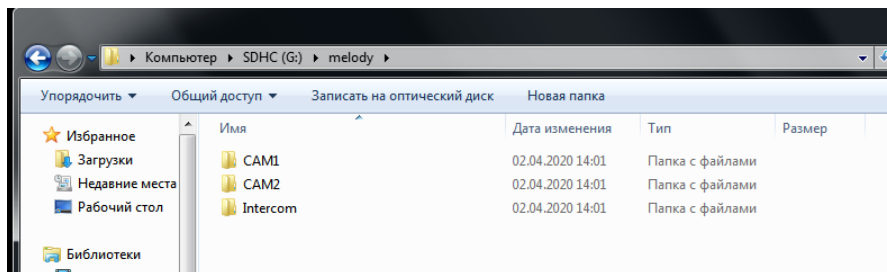 Компьютер ▸ SDHC (G:) ▸ melody ▸
Упорядочить Общий доступ Записать на оптический диск Новая папка
Избранное
Загрузки
Недавние места
Рабочий стол
Библиотеки
Имя Дата изменения Тип Размер
CAM1 02.04.2020 14:01 Папка с файлами
CAM2 02.04.2020 14:01 Папка с файлами
Intercom 02.04.2020 14:01 Папка с файлами